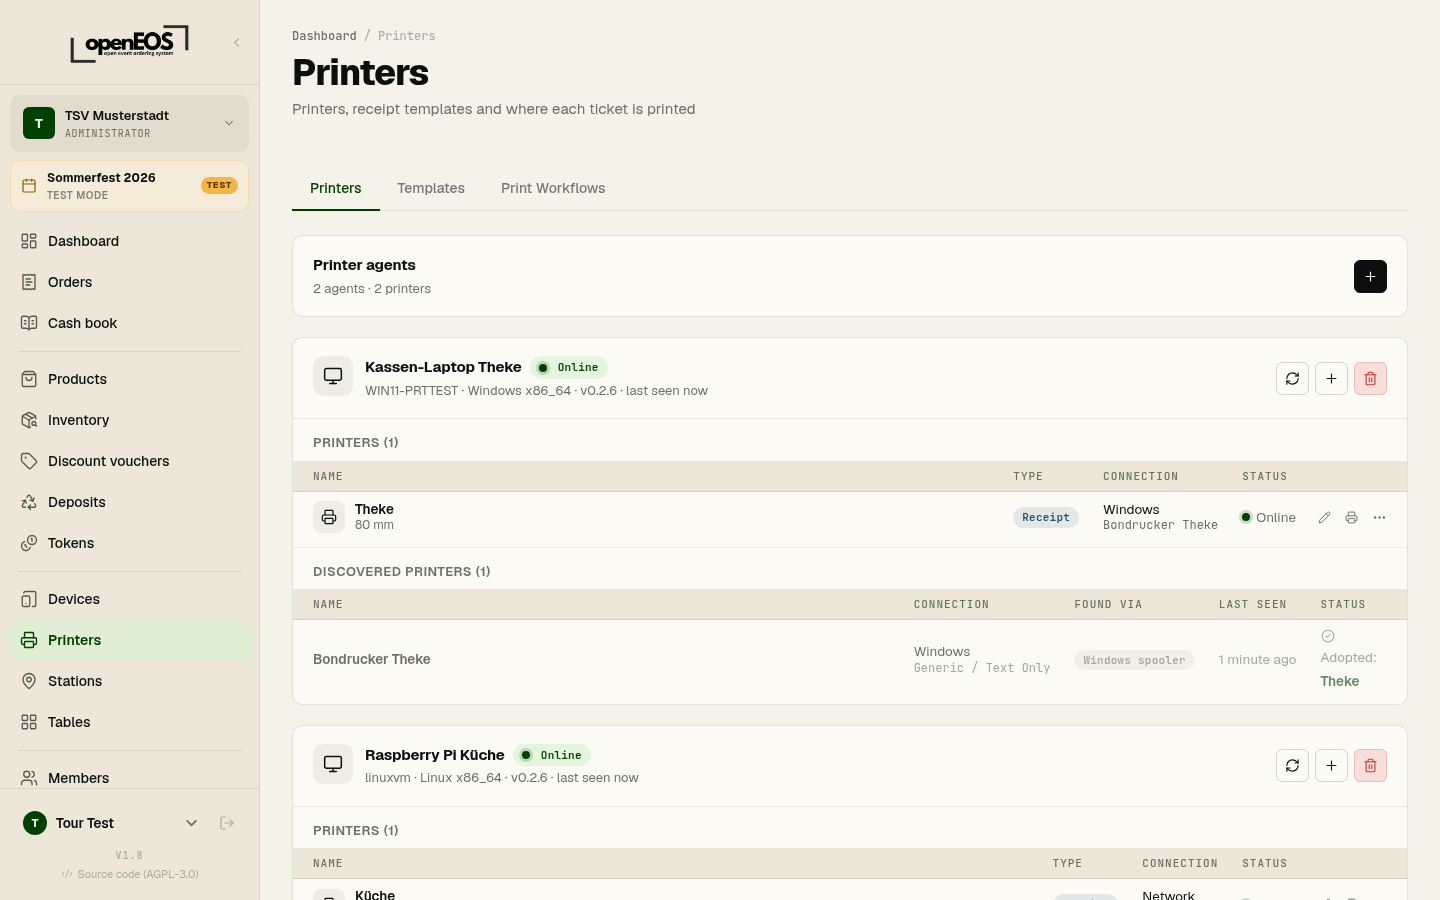 openEOS
open event ordering system
T
TSV Musterstadt
ADMINISTRATOR
Sommerfest 2026
TEST MODE
TEST
Dashboard
Orders
Cash book
Products
Inventory
Discount vouchers
Deposits
Tokens
Devices
Printers
Stations
Tables
Members
T
Tour Test
V1.8
Source code (AGPL-3.0)
Dashboard / Printers
Printers
Printers, receipt templates and where each ticket is printed
Printers
Templates
Print Workflows
Printer agents
2 agents · 2 printers
Kassen-Laptop Theke
Online
WIN11-PRTTEST · Windows x86_64 · v0.2.6 · last seen now
PRINTERS (1)
NAME TYPE CONNECTION STATUS
Theke
80 mm
Receipt
Windows
Bondrucker Theke
Online
DISCOVERED PRINTERS (1)
NAME CONNECTION FOUND VIA LAST SEEN STATUS
Bondrucker Theke
Windows
Generic / Text Only
Windows spooler
1 minute ago
Adopted:
Theke
Raspberry Pi Küche
Online
linuxvm · Linux x86_64 · v0.2.6 · last seen now
PRINTERS (1)
NAME TYPE CONNECTION STATUS
Küche
Network